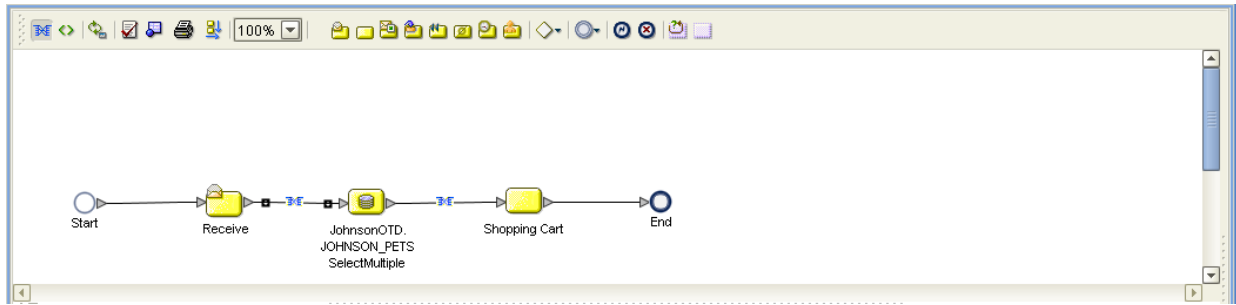 100%
Start
Receive
JohnsonOTD.
JOHNSON_PETS
SelectMultiple
Shopping Cart
End